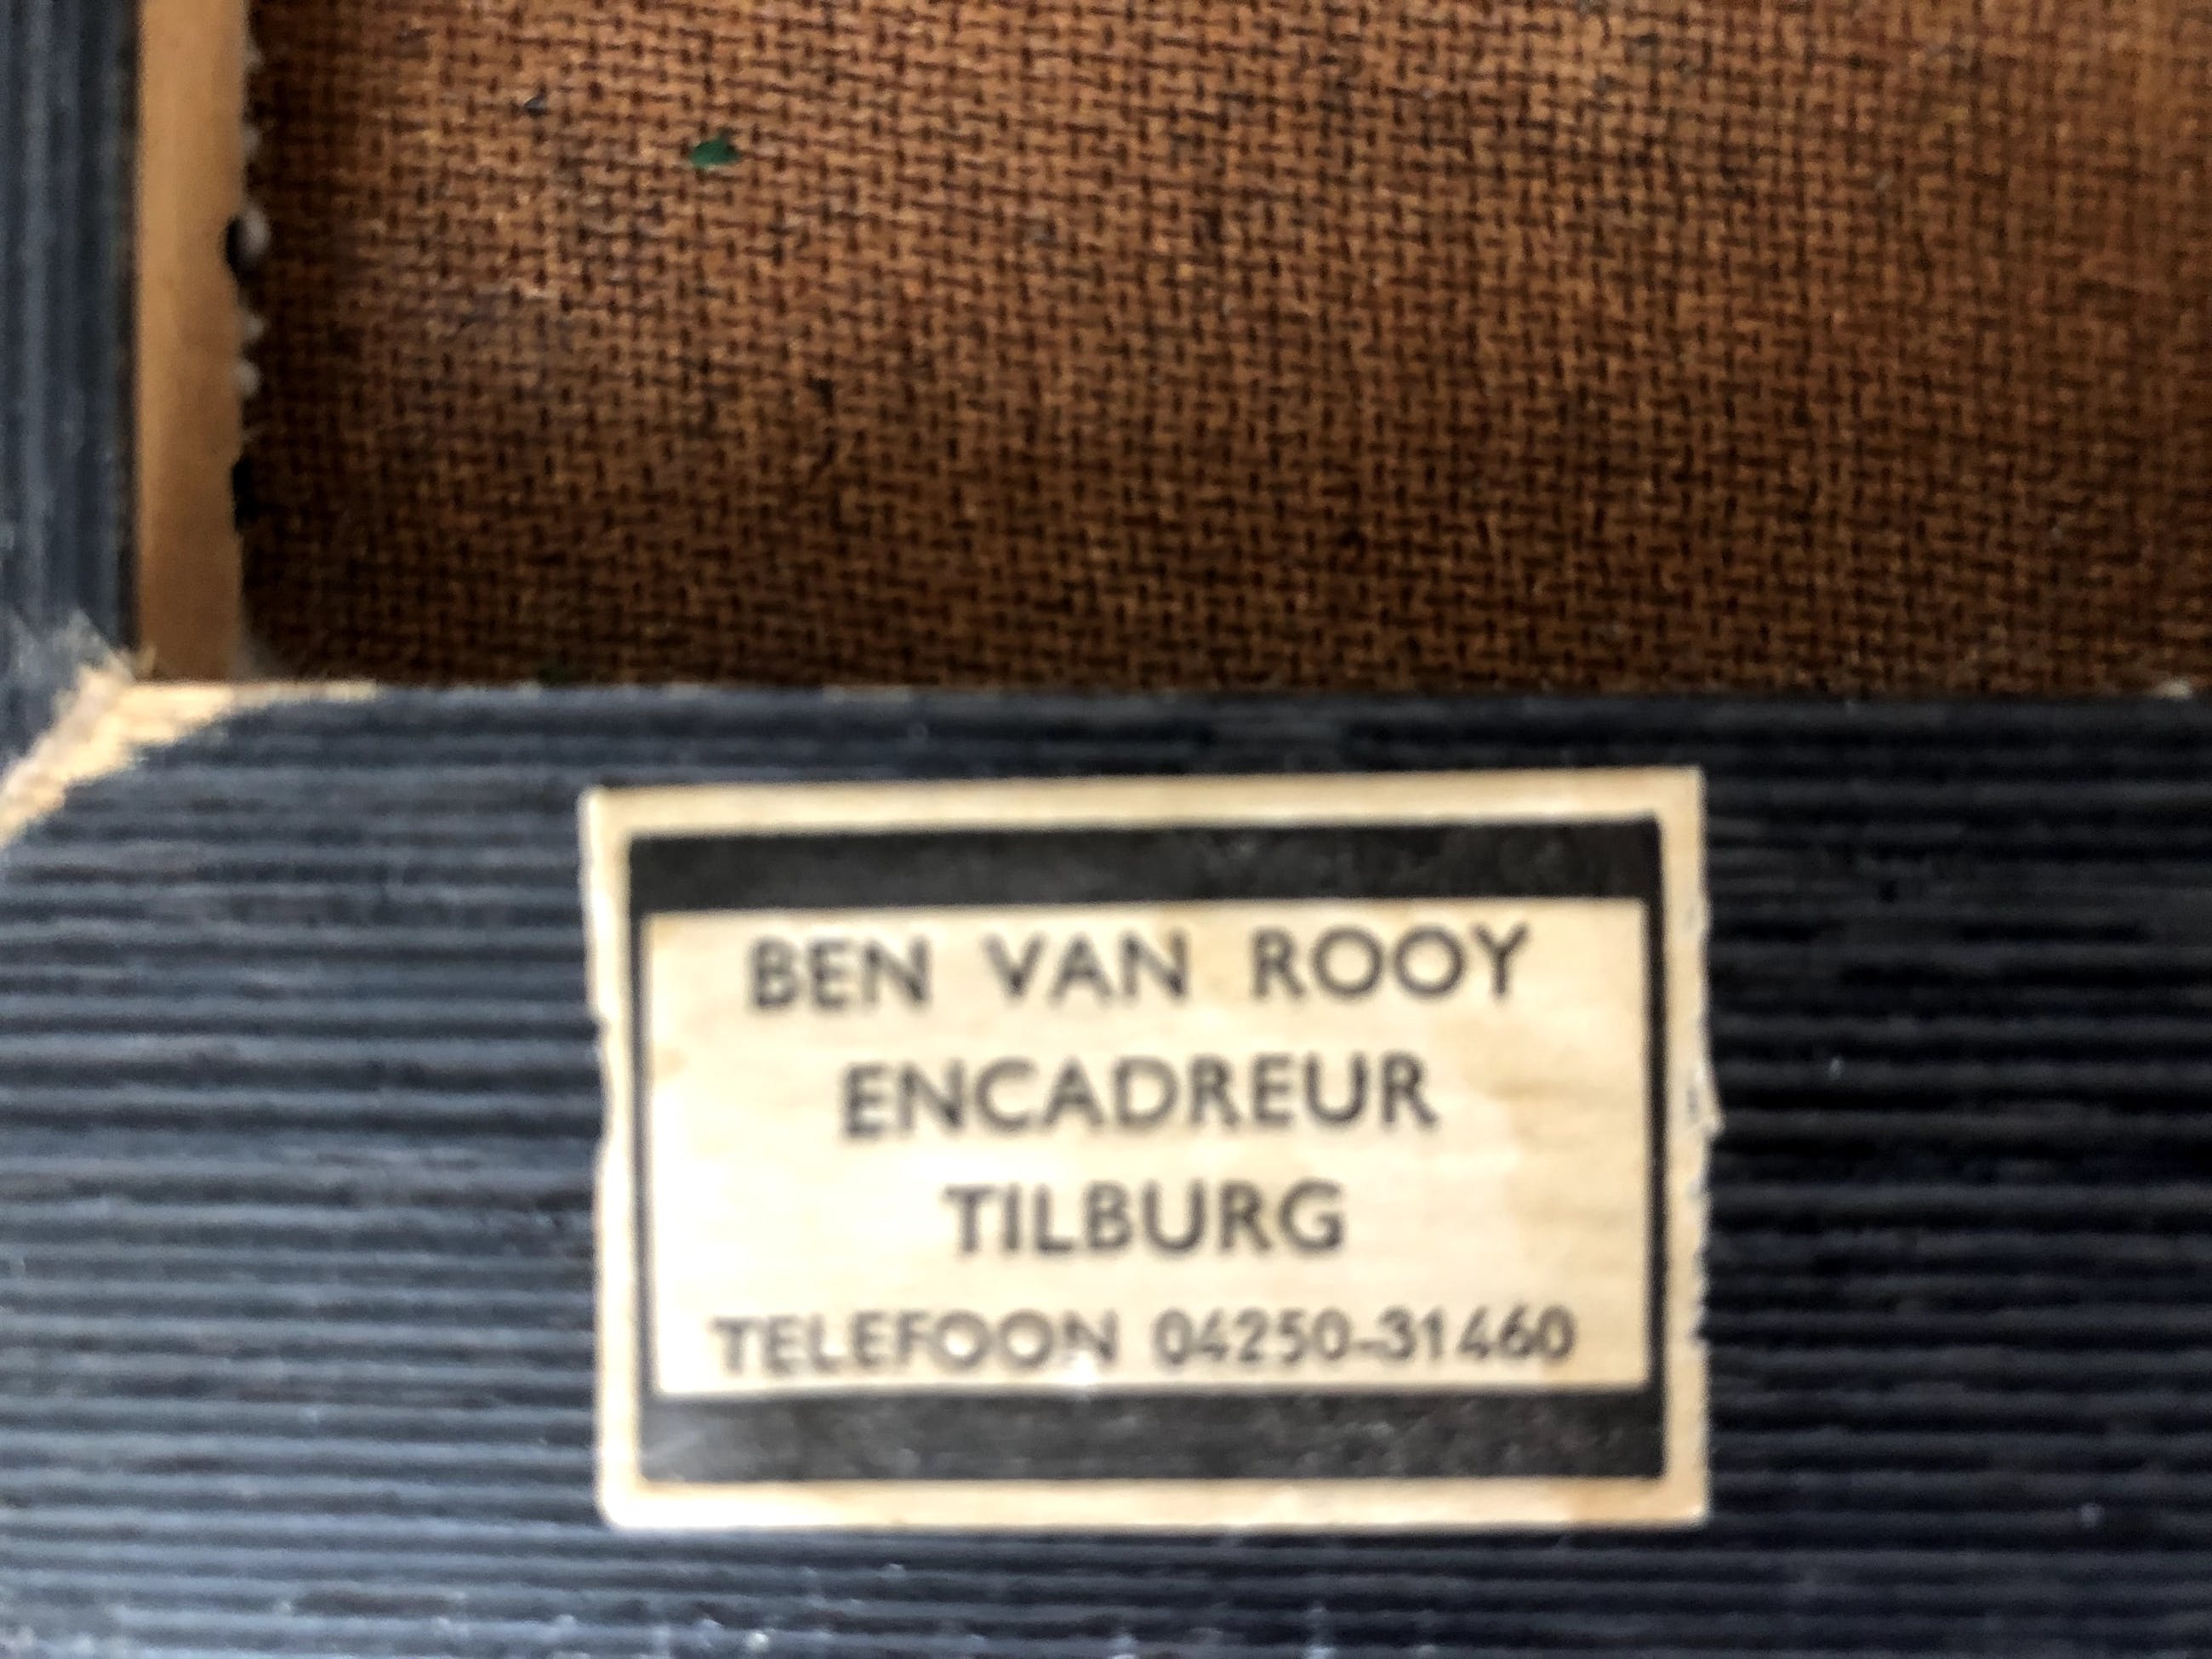 BEN VAN ROOY
ENCADREUR
TILBURG
TELEFOON 04250-31460